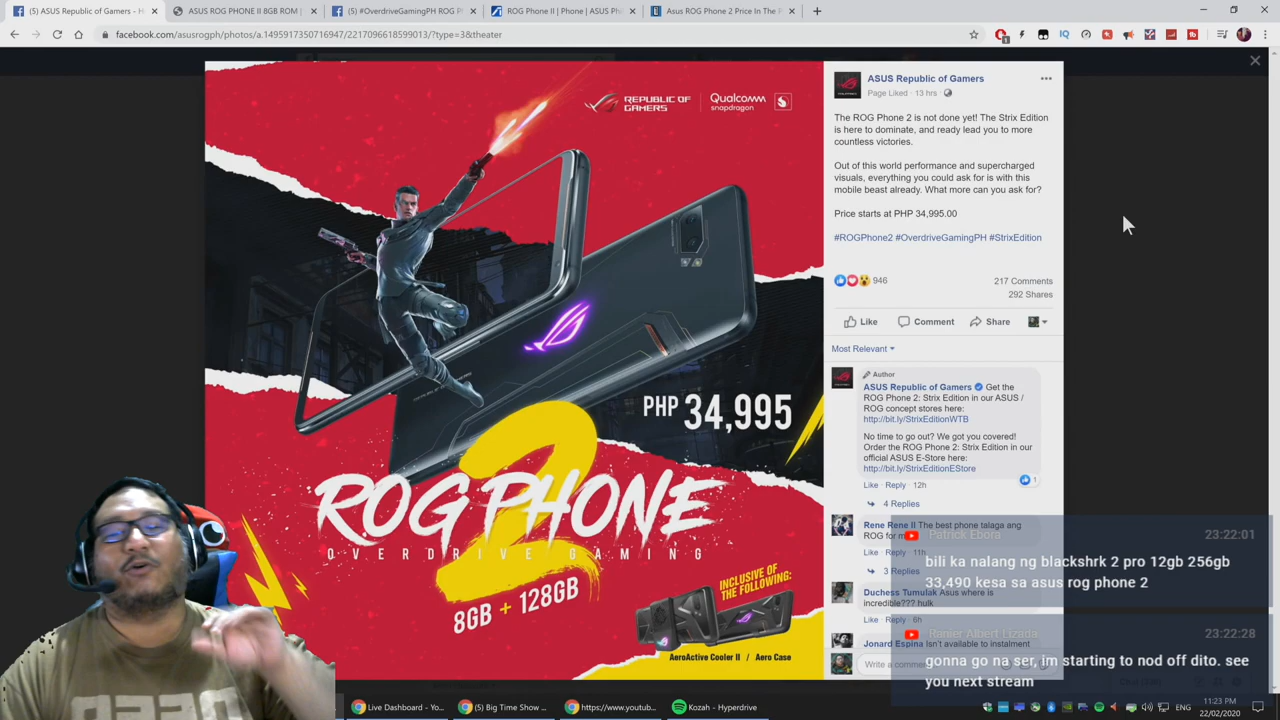 (5) ASUS Republic of Gamers - H
ASUS ROG PHONE II 8GB ROM |
(5) #OverdriveGamingPH ROG P
ROG Phone II | Phone | ASUS Ph
Asus ROG Phone 2 Price In The P
facebook.com/asusrogph/photos/a.1495917350716947/2217096618599013/?type=3&theater
REPUBLIC OF
GAMERS
Qualcomm
snapdragon
PHP 34,995
2
ROG PHONE
OVERDRIVE GAMING
8GB + 128GB
INCLUSIVE OF
THE FOLLOWING:
AeroActive Cooler II / Aero Case
ASUS Republic of Gamers
Page Liked · 13 hrs ·
The ROG Phone 2 is not done yet! The Strix Edition
is here to dominate, and ready lead you to more
countless victories.
Out of this world performance and supercharged
visuals, everything you could ask for is with this
mobile beast already. What more can you ask for?
Price starts at PHP 34,995.00
#ROGPhone2 #OverdriveGamingPH #StrixEdition
946
217 Comments
292 Shares
Like Comment Share
Most Relevant
Author
ASUS Republic of Gamers Get the
ROG Phone 2: Strix Edition in our ASUS /
ROG concept stores here:
http://bit.ly/StrixEditionWTB
No time to go out? We got you covered!
Order the ROG Phone 2: Strix Edition in our
official ASUS E-Store here:
http://bit.ly/StrixEditionEStore
1
Like · Reply · 12h
4 Replies
Rene Rene II The best phone talaga ang
ROG for m
Like · Reply · 11h
3 Replies
Duchess Tumulak Asus where is
incredible??? hulk
Like · Reply · 6h
Jonard Espina Isn't available to instalment
Write a comme
Patrick Ebora 23:22:01
bili ka nalang ng blackshrk 2 pro 12gb 256gb
33,490 kesa sa asus rog phone 2
Ranier Albert Lizada 23:22:28
gonna go na ser, im starting to nod off dito. see
you next stream
Live Dashboard - Yo...
(5) Big Time Show ...
https://www.youtub...
Kozah - Hyperdrive
ENG
11:23 PM
22/02/2020